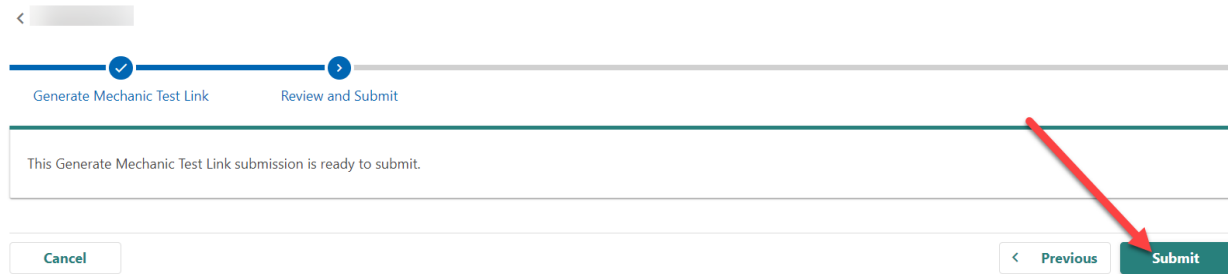 Generate Mechanic Test Link
Review and Submit
This Generate Mechanic Test Link submission is ready to submit.
Cancel
Previous
Submit